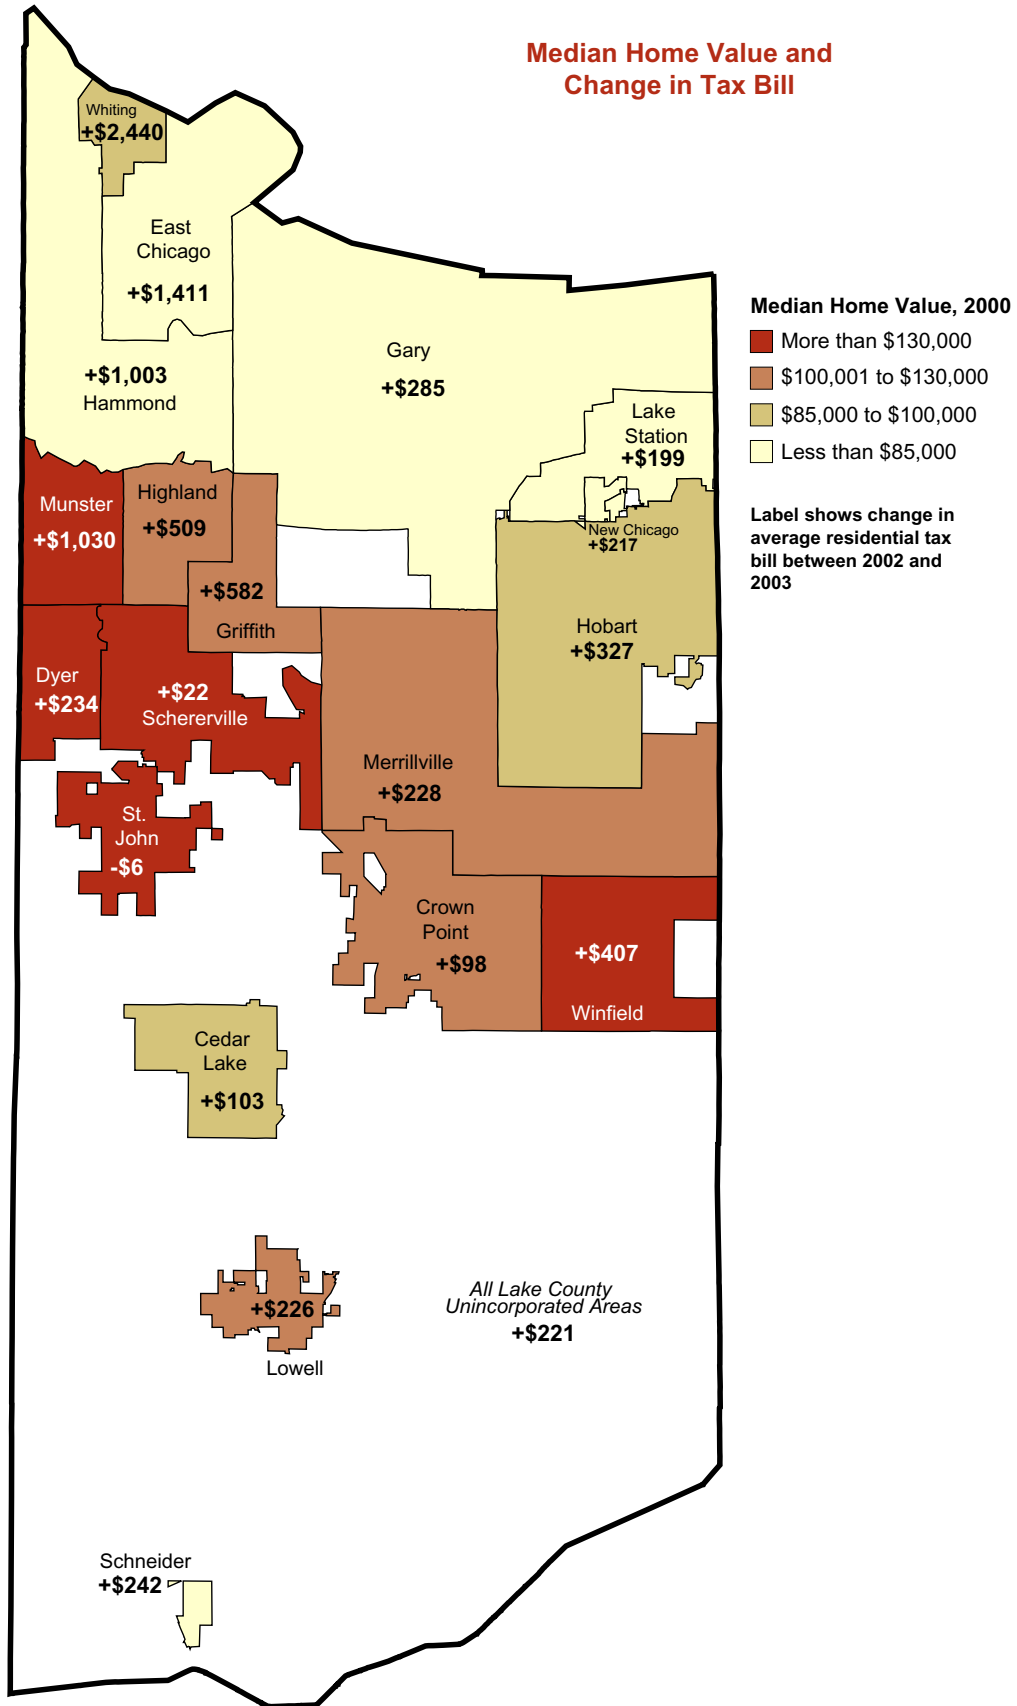 Median Home Value and
Change in Tax Bill
Whiting
+$2,440
East
Chicago
+$1,411
+$1,003
Hammond
Gary
+$285
Lake
Station
+$199
New Chicago
+$217
Median Home Value, 2000
More than $130,000
$100,001 to $130,000
$85,000 to $100,000
Less than $85,000
Label shows change in
average residential tax
bill between 2002 and
2003
Munster
+$1,030
Highland
+$509
+$582
Griffith
Hobart
+$327
Dyer
+$234
+$22
Schererville
Merrillville
+$228
St.
John
-$6
Crown
Point
+$98
+$407
Winfield
Cedar
Lake
+$103
+$226
Lowell
All Lake County
Unincorporated Areas
+$221
Schneider
+$242